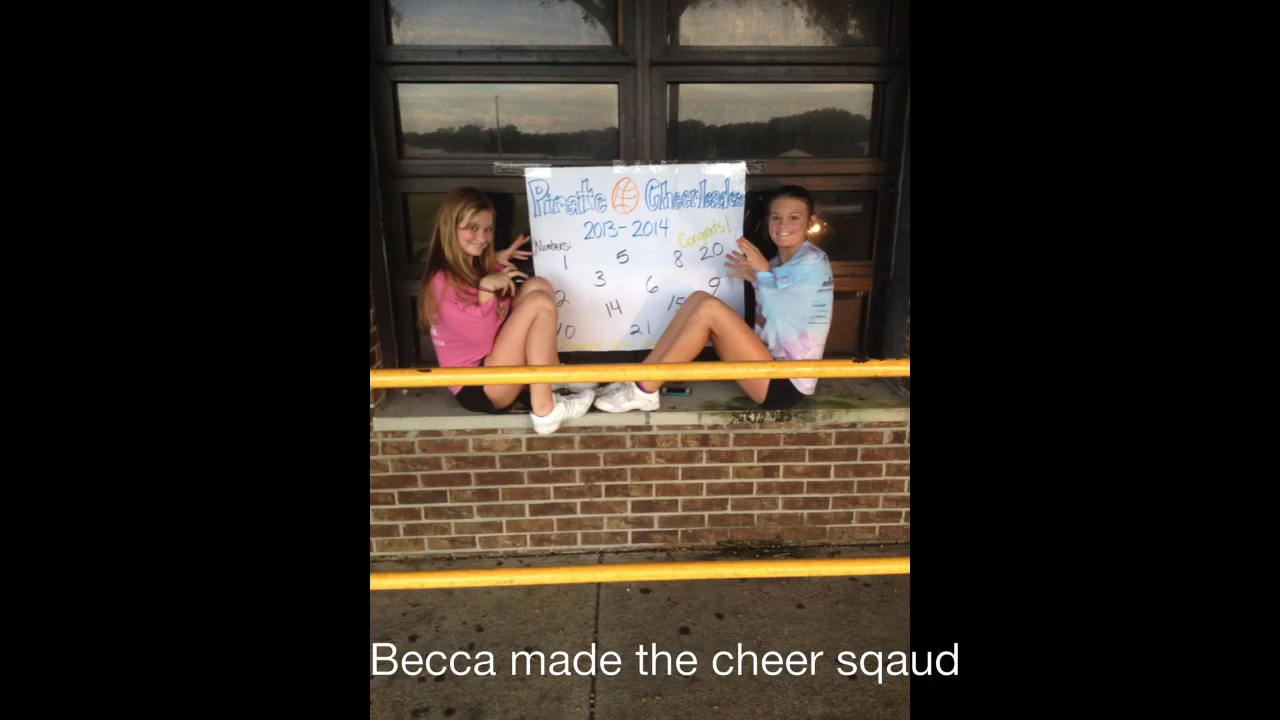 Pirate Cheerleaders
2013-2014
Congrats!
Numbers:
1 5 8 20
3 6 9
2 14 15
10 21
Becca made the cheer sqaud